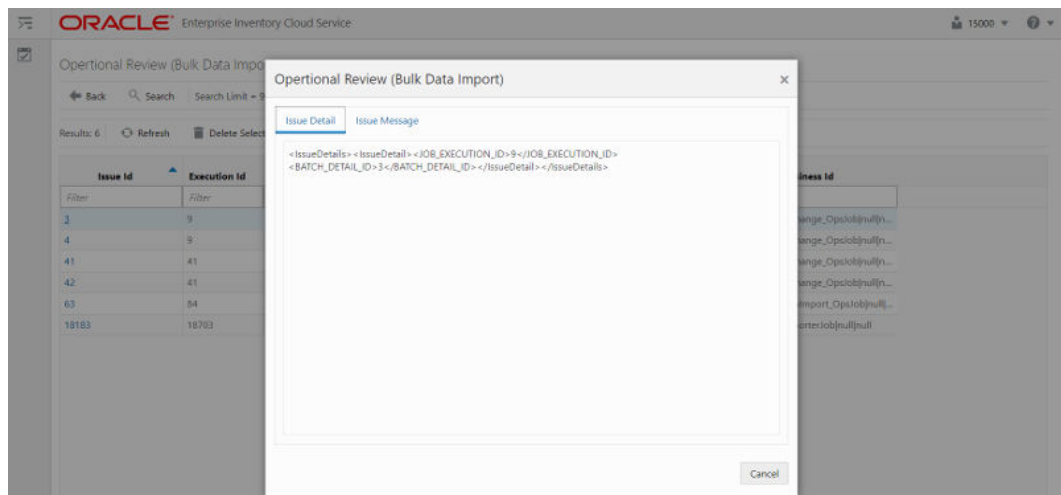 ORACLE® Enterprise Inventory Cloud Service
15000
Opertional Review (Bulk Data Impo
Back Search Search Limit = 9
Results: 6 Refresh Delete Select
Issue Id Execution Id iness Id
Filter Filter
3 9 ange_OpsJob|null|n...
4 9 ange_OpsJob|null|n...
41 41 ange_OpsJob|null|n...
42 41 ange_OpsJob|null|n...
63 84 Import_OpsJob|null|...
18183 18703 orterJob|null|null
Opertional Review (Bulk Data Import)
Issue Detail Issue Message
<IssueDetails><IssueDetail><JOB_EXECUTION_ID>9</JOB_EXECUTION_ID>
<BATCH_DETAIL_ID>3</BATCH_DETAIL_ID></IssueDetail></IssueDetails>
Cancel